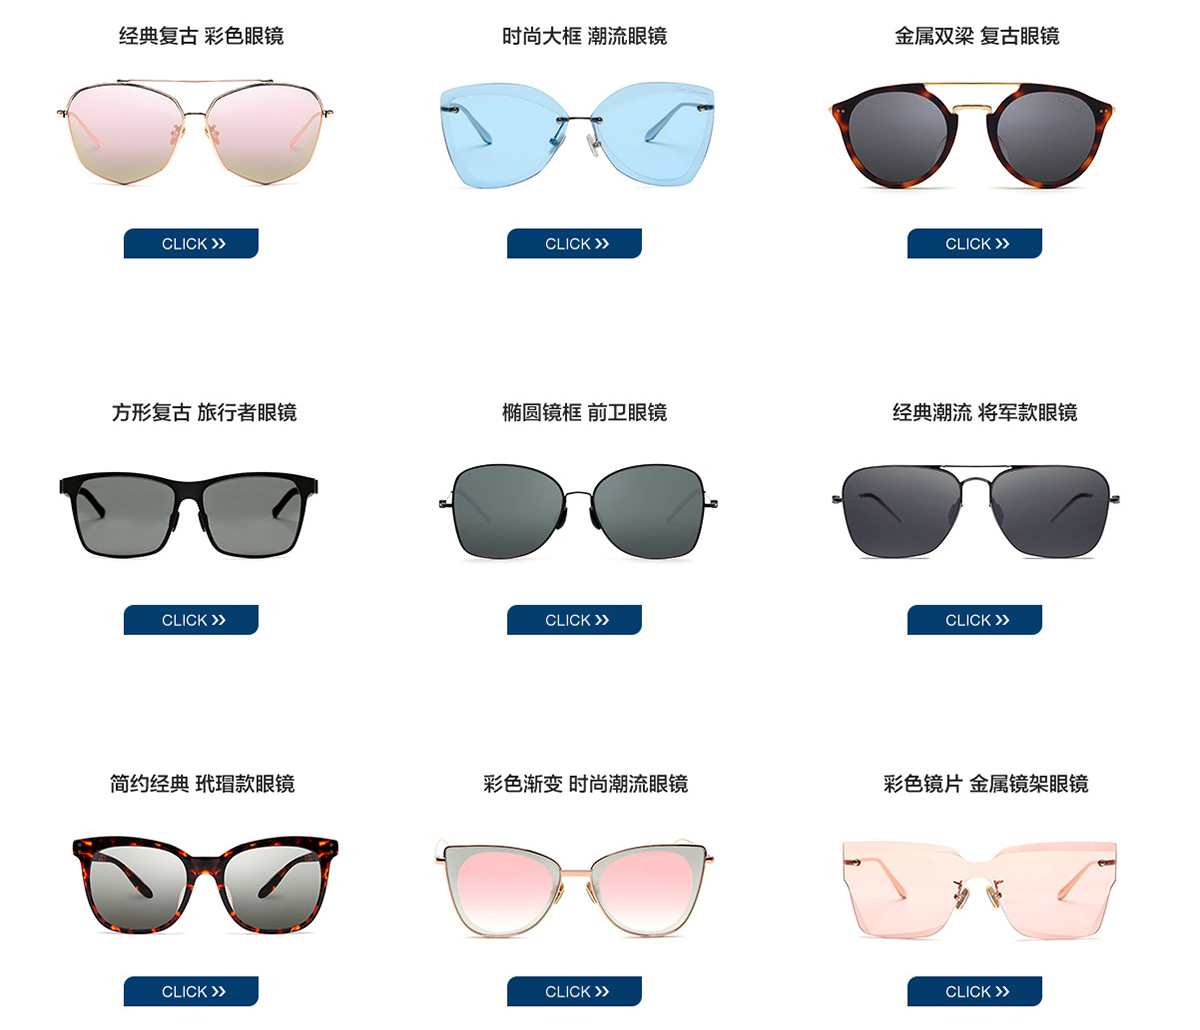 经典复古 彩色眼镜
时尚大框 潮流眼镜
金属双梁 复古眼镜
CLICK »
CLICK »
CLICK »
方形复古 旅行者眼镜
椭圆镜框 前卫眼镜
经典潮流 将军款眼镜
CLICK »
CLICK »
CLICK »
简约经典 玳瑁款眼镜
彩色渐变 时尚潮流眼镜
彩色镜片 金属镜架眼镜
CLICK »
CLICK »
CLICK »